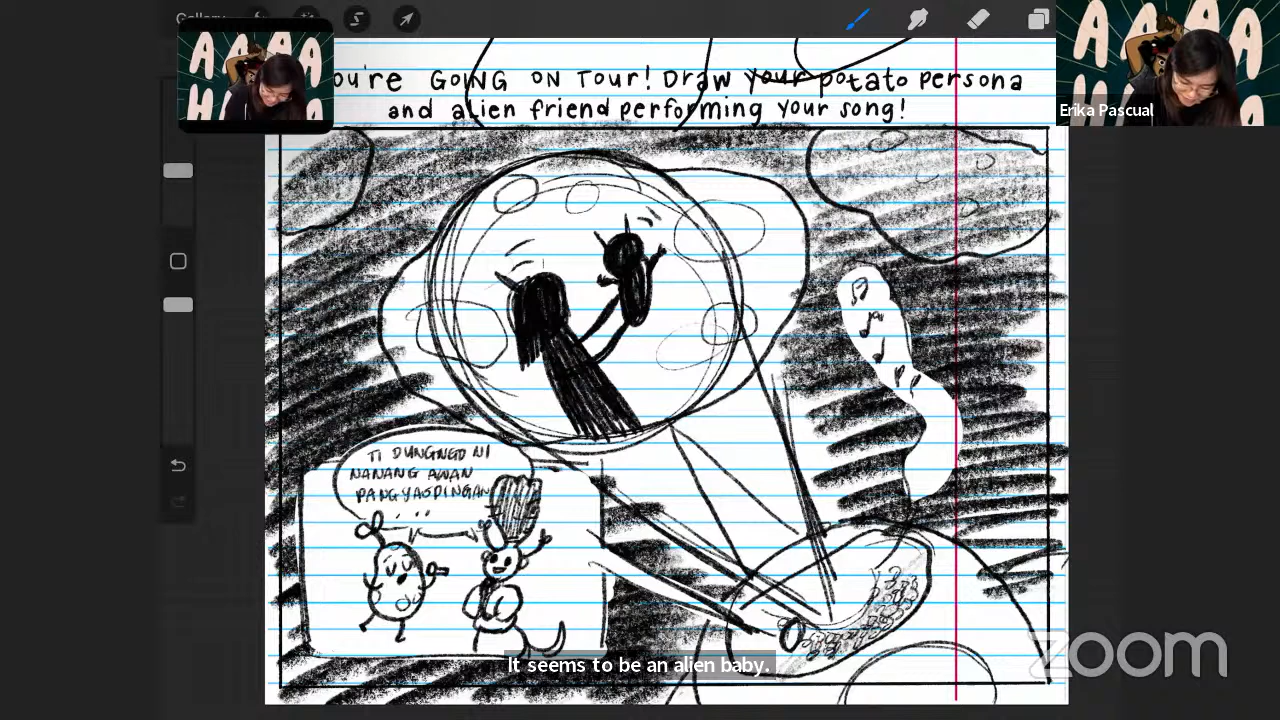 Gallery
ou're GOING ON TOUR! Draw your potato persona
and alien friend performing your song!
Erika Pascual
TI DUNGNGO NI
NANANG AWAN
PANGYASPINGAN
...
It seems to be an alien baby.
zoom